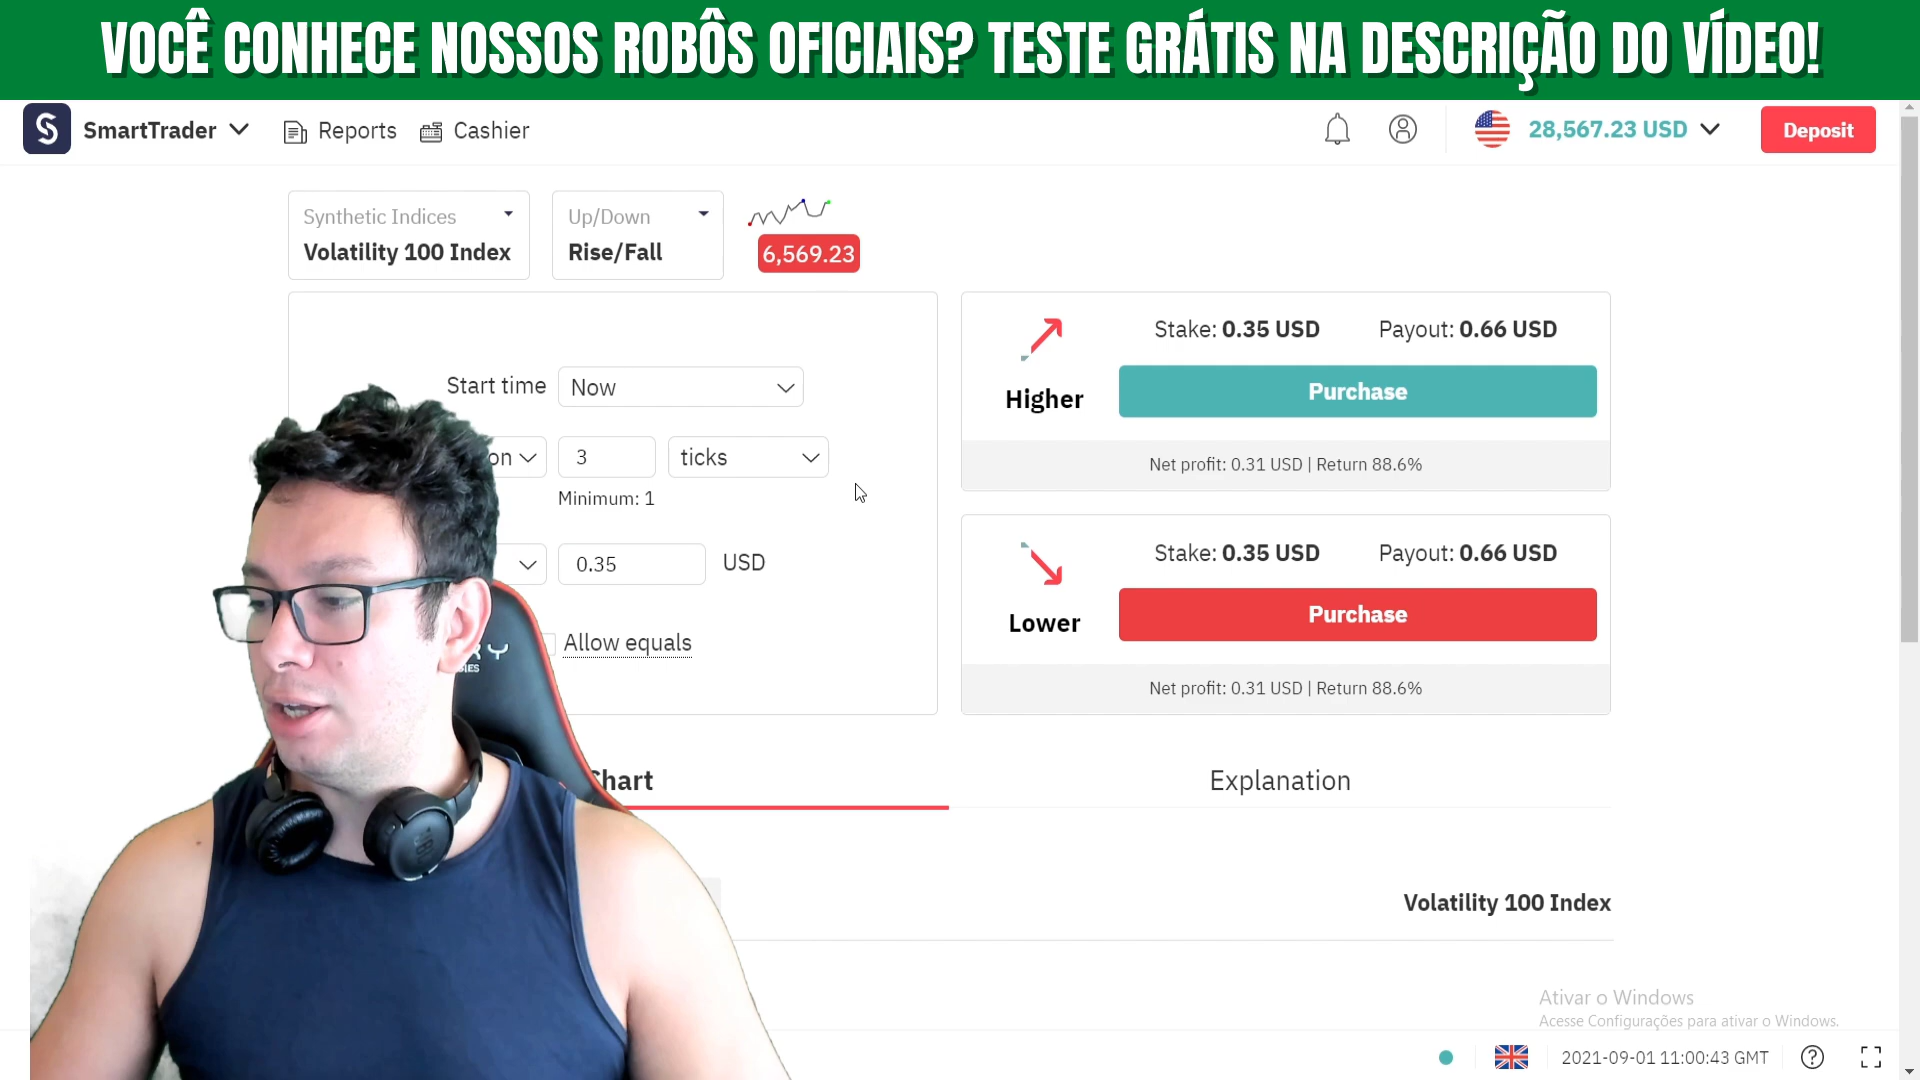 VOCÊ CONHECE NOSSOS ROBÔS OFICIAIS? TESTE GRÁTIS NA DESCRIÇÃO DO VÍDEO!
SmartTrader Reports Cashier 28,567.23 USD Deposit
Synthetic Indices
Volatility 100 Index
Up/Down
Rise/Fall
6,569.23
Start time Now
on 3 ticks
Minimum: 1
0.35 USD
Allow equals
Higher
Stake: 0.35 USD Payout: 0.66 USD
Purchase
Net profit: 0.31 USD | Return 88.6%
Lower
Stake: 0.35 USD Payout: 0.66 USD
Purchase
Net profit: 0.31 USD | Return 88.6%
Chart Explanation
Volatility 100 Index
JBL
Ativar o Windows
Acesse Configurações para ativar o Windows.
2021-09-01 11:00:43 GMT